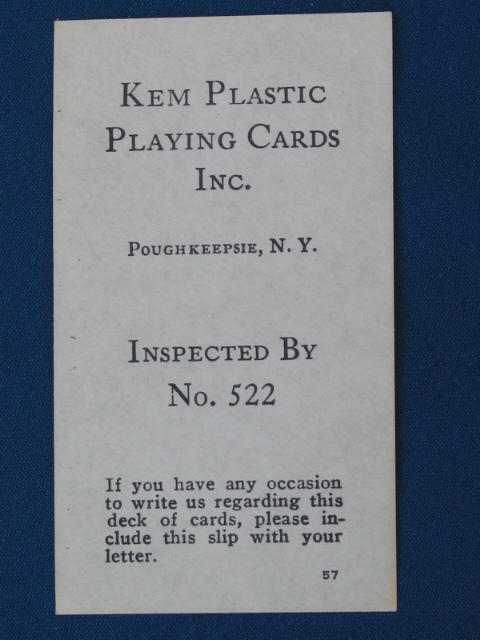 Kem Plastic
Playing Cards
Inc.
Poughkeepsie, N. Y.
Inspected By
No. 522
If you have any occasion
to write us regarding this
deck of cards, please in-
clude this slip with your
letter.
57